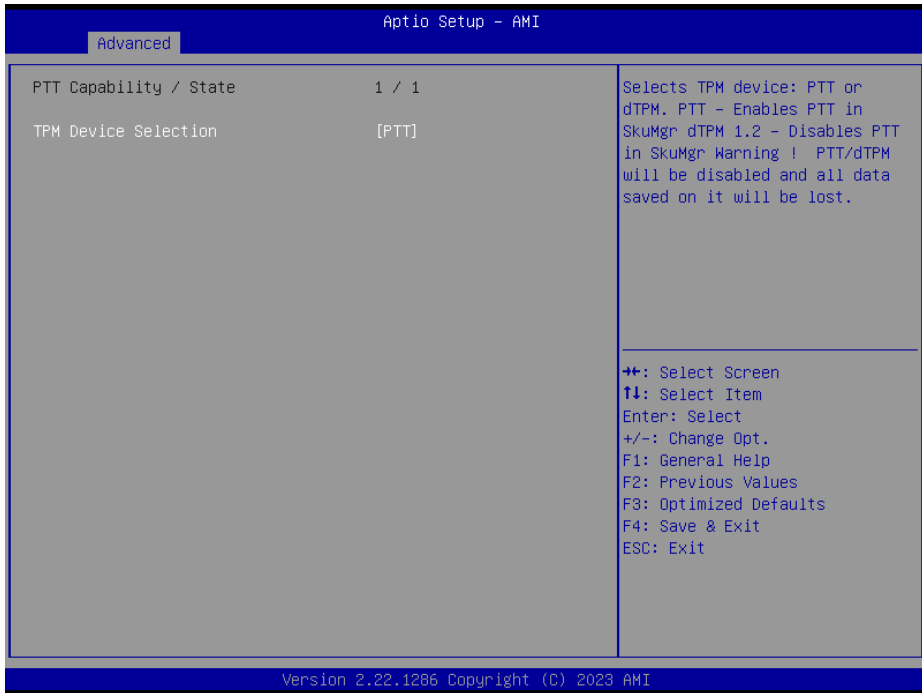 Aptio Setup – AMI
Advanced
PTT Capability / State 1 / 1
TPM Device Selection [PTT]
Selects TPM device: PTT or
dTPM. PTT – Enables PTT in
SkuMgr dTPM 1.2 – Disables PTT
in SkuMgr Warning ! PTT/dTPM
will be disabled and all data
saved on it will be lost.
→←: Select Screen
↑↓: Select Item
Enter: Select
+/-: Change Opt.
F1: General Help
F2: Previous Values
F3: Optimized Defaults
F4: Save & Exit
ESC: Exit
Version 2.22.1286 Copyright (C) 2023 AMI